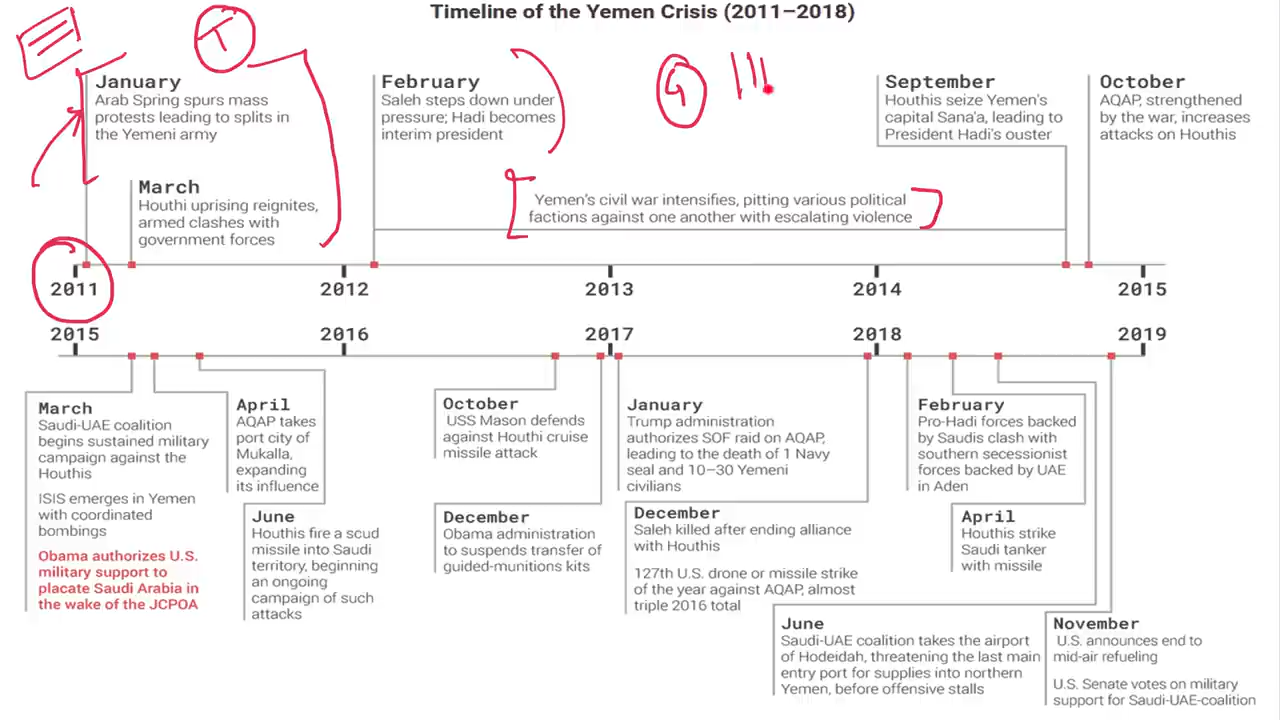 Timeline of the Yemen Crisis (2011–2018)
T
G
January
Arab Spring spurs mass
protests leading to splits in
the Yemeni army
March
Houthi uprising reignites,
armed clashes with
government forces
February
Saleh steps down under
pressure; Hadi becomes
interim president
Yemen's civil war intensifies, pitting various political
factions against one another with escalating violence
September
Houthis seize Yemen's
capital Sana'a, leading to
President Hadi's ouster
October
AQAP, strengthened
by the war, increases
attacks on Houthis
2011 2012 2013 2014 2015
2015 2016 2017 2018 2019
March
Saudi-UAE coalition
begins sustained military
campaign against the
Houthis
ISIS emerges in Yemen
with coordinated
bombings
Obama authorizes U.S.
military support to
placate Saudi Arabia in
the wake of the JCPOA
April
AQAP takes
port city of
Mukalla,
expanding
its influence
June
Houthis fire a scud
missile into Saudi
territory, beginning
an ongoing
campaign of such
attacks
October
USS Mason defends
against Houthi cruise
missile attack
December
Obama administration
to suspends transfer of
guided-munitions kits
January
Trump administration
authorizes SOF raid on AQAP,
leading to the death of 1 Navy
seal and 10–30 Yemeni
civilians
December
Saleh killed after ending alliance
with Houthis
127th U.S. drone or missile strike
of the year against AQAP, almost
triple 2016 total
February
Pro-Hadi forces backed
by Saudis clash with
southern secessionist
forces backed by UAE
in Aden
April
Houthis strike
Saudi tanker
with missile
June
Saudi-UAE coalition takes the airport
of Hodeidah, threatening the last main
entry port for supplies into northern
Yemen, before offensive stalls
November
U.S. announces end to
mid-air refueling
U.S. Senate votes on military
support for Saudi-UAE-coalition